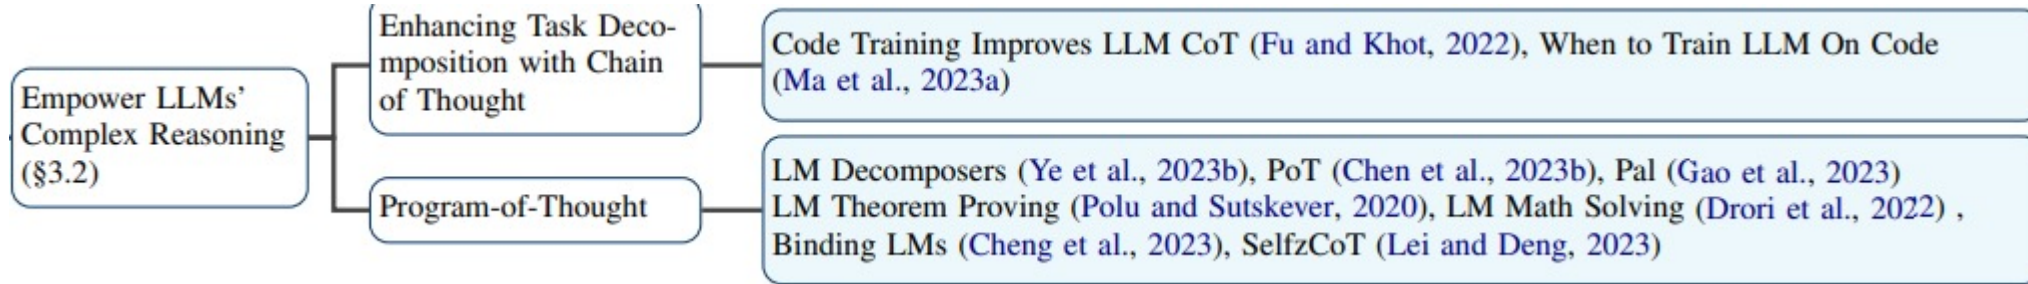 Empower LLMs'
Complex Reasoning
(§3.2)
Enhancing Task Deco-
mposition with Chain
of Thought
Code Training Improves LLM CoT (Fu and Khot, 2022), When to Train LLM On Code
(Ma et al., 2023a)
Program-of-Thought
LM Decomposers (Ye et al., 2023b), PoT (Chen et al., 2023b), Pal (Gao et al., 2023)
LM Theorem Proving (Polu and Sutskever, 2020), LM Math Solving (Drori et al., 2022) ,
Binding LMs (Cheng et al., 2023), SelfzCoT (Lei and Deng, 2023)